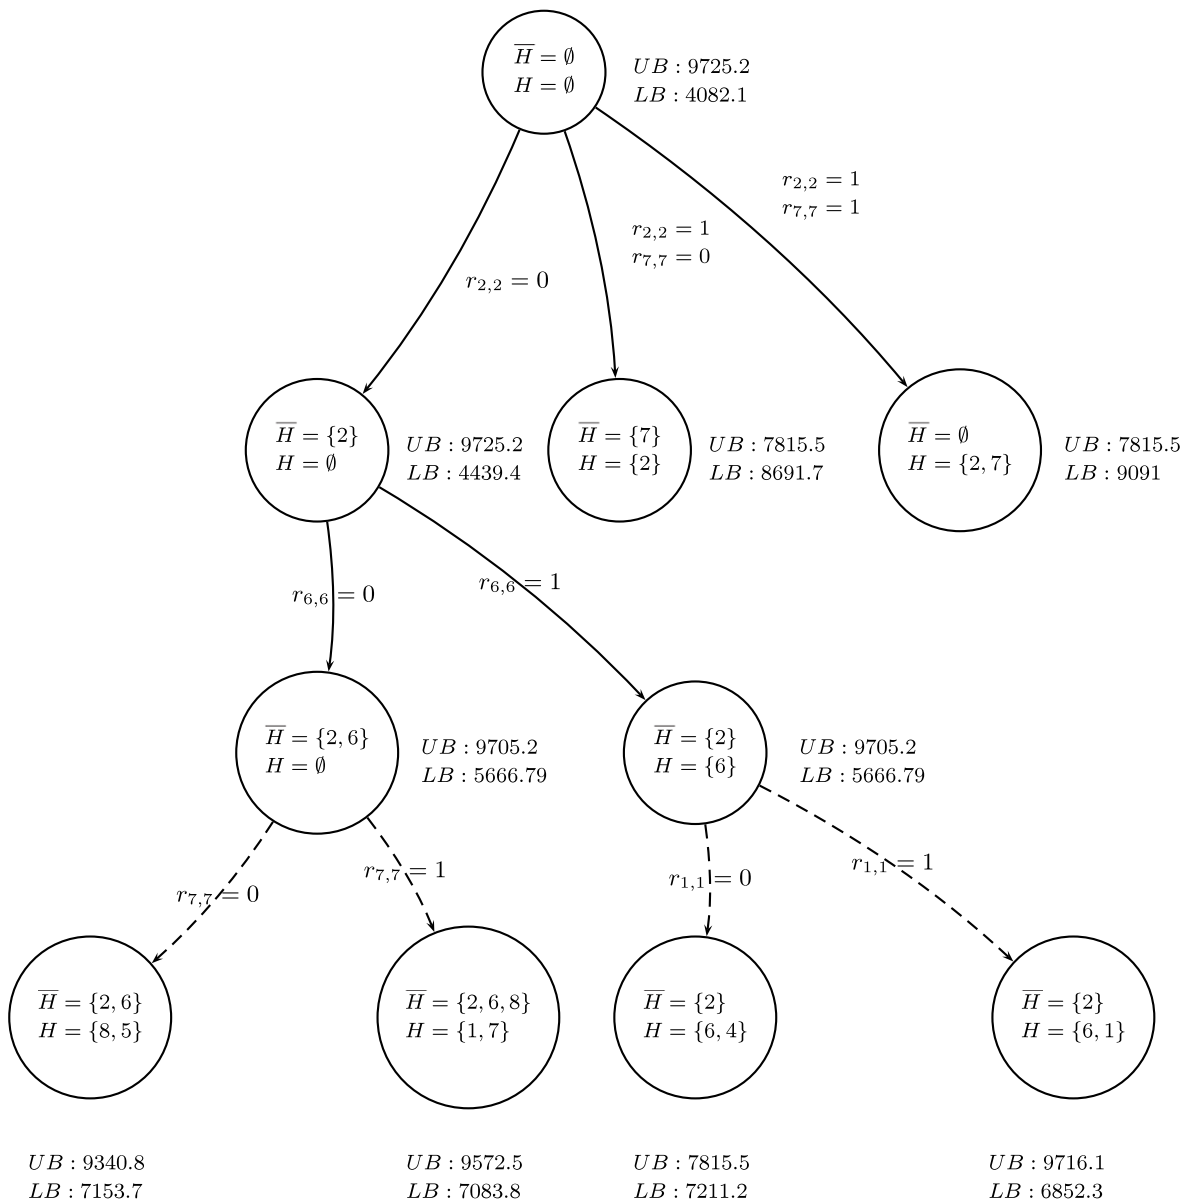 H̅ = ∅
H = ∅
UB : 9725.2
LB : 4082.1
r₂,₂ = 1
r₇,₇ = 1
r₂,₂ = 1
r₇,₇ = 0
r₂,₂ = 0
H̅ = {2}
H = ∅
UB : 9725.2
LB : 4439.4
H̅ = {7}
H = {2}
UB : 7815.5
LB : 8691.7
H̅ = ∅
H = {2, 7}
UB : 7815.5
LB : 9091
r₆,₆ = 0
r₆,₆ = 1
H̅ = {2, 6}
H = ∅
UB : 9705.2
LB : 5666.79
H̅ = {2}
H = {6}
UB : 9705.2
LB : 5666.79
r₇,₇ = 0
r₇,₇ = 1
r₁,₁ = 0
r₁,₁ = 1
H̅ = {2, 6}
H = {8, 5}
H̅ = {2, 6, 8}
H = {1, 7}
H̅ = {2}
H = {6, 4}
H̅ = {2}
H = {6, 1}
UB : 9340.8
LB : 7153.7
UB : 9572.5
LB : 7083.8
UB : 7815.5
LB : 7211.2
UB : 9716.1
LB : 6852.3